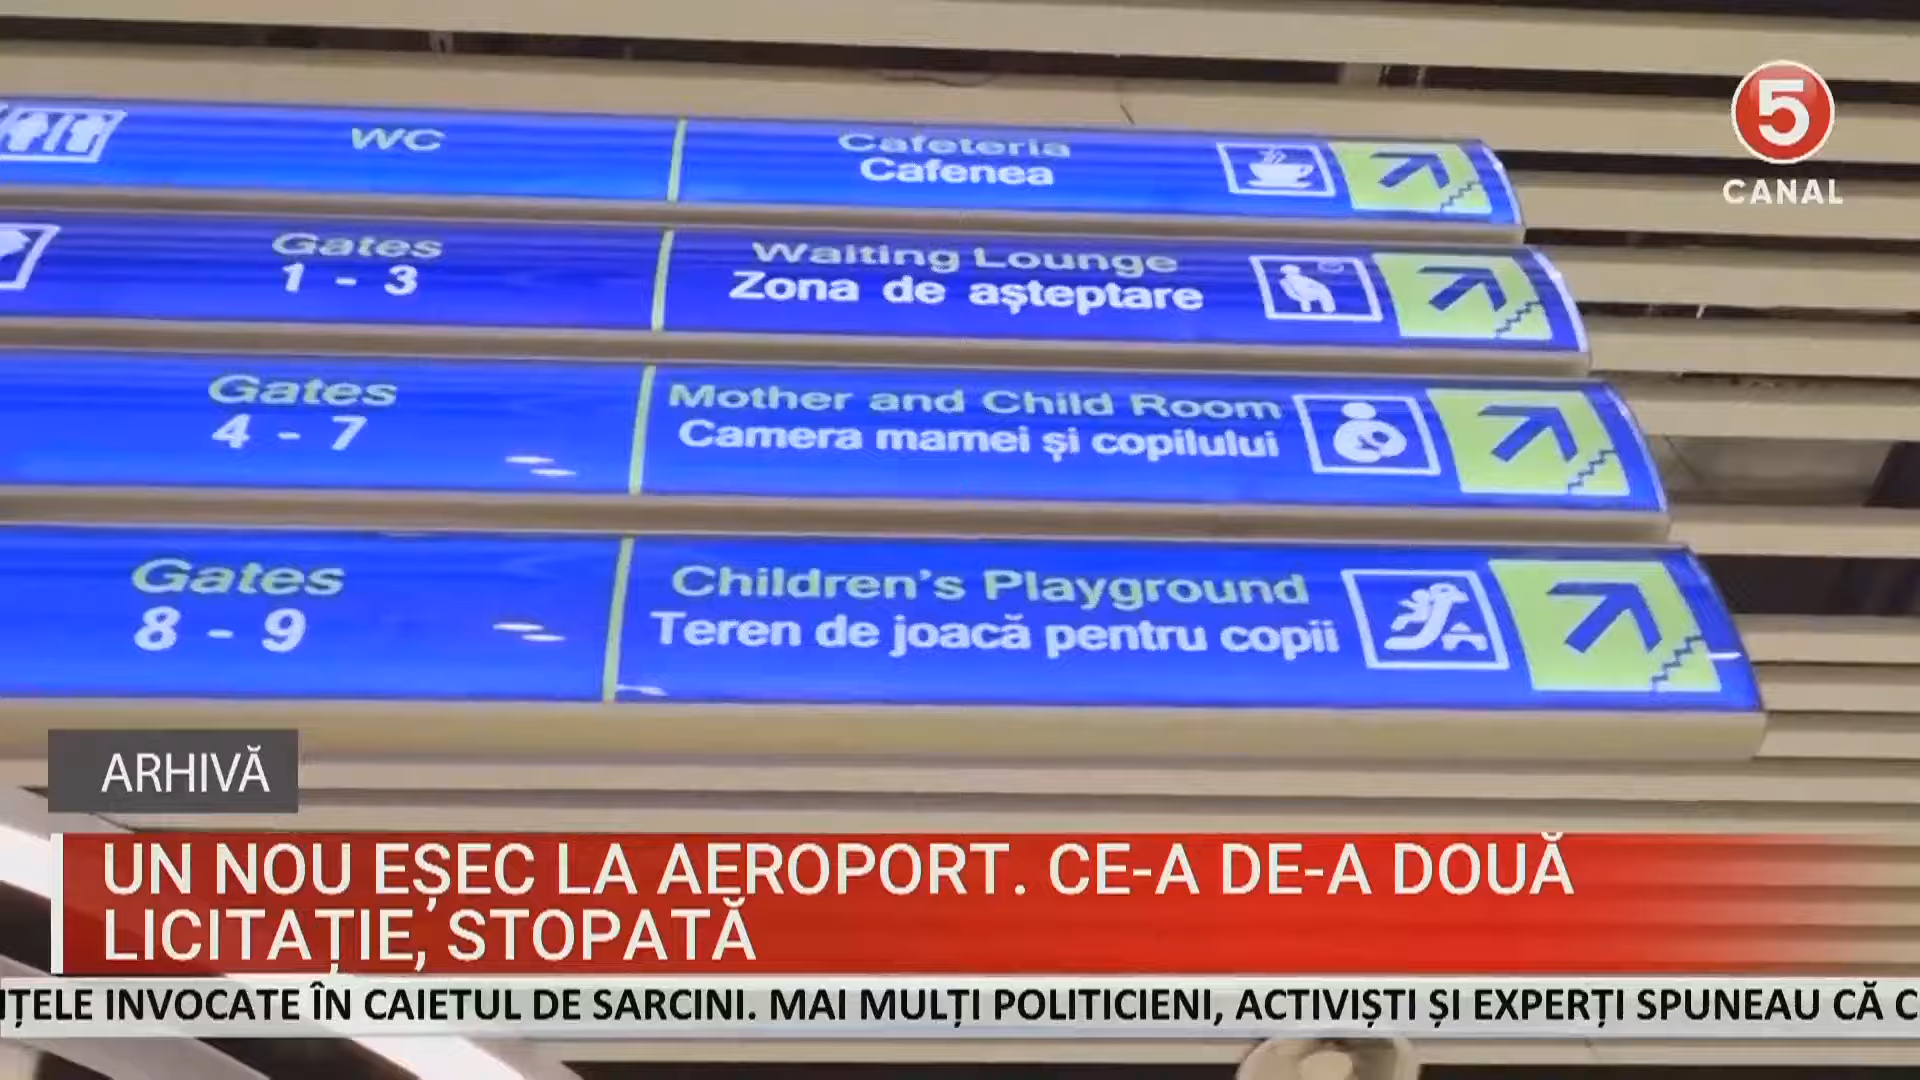 5
CANAL
WC
Cafeteria
Cafenea
Gates
1 - 3
Waiting Lounge
Zona de așteptare
Gates
4 - 7
Mother and Child Room
Camera mamei și copilului
Gates
8 - 9
Children's Playground
Teren de joacă pentru copii
ARHIVĂ
UN NOU EȘEC LA AEROPORT. CE-A DE-A DOUĂ
LICITAȚIE, STOPATĂ
ȚELE INVOCATE ÎN CAIETUL DE SARCINI. MAI MULȚI POLITICIENI, ACTIVIȘTI ȘI EXPERȚI SPUNEAU CĂ C